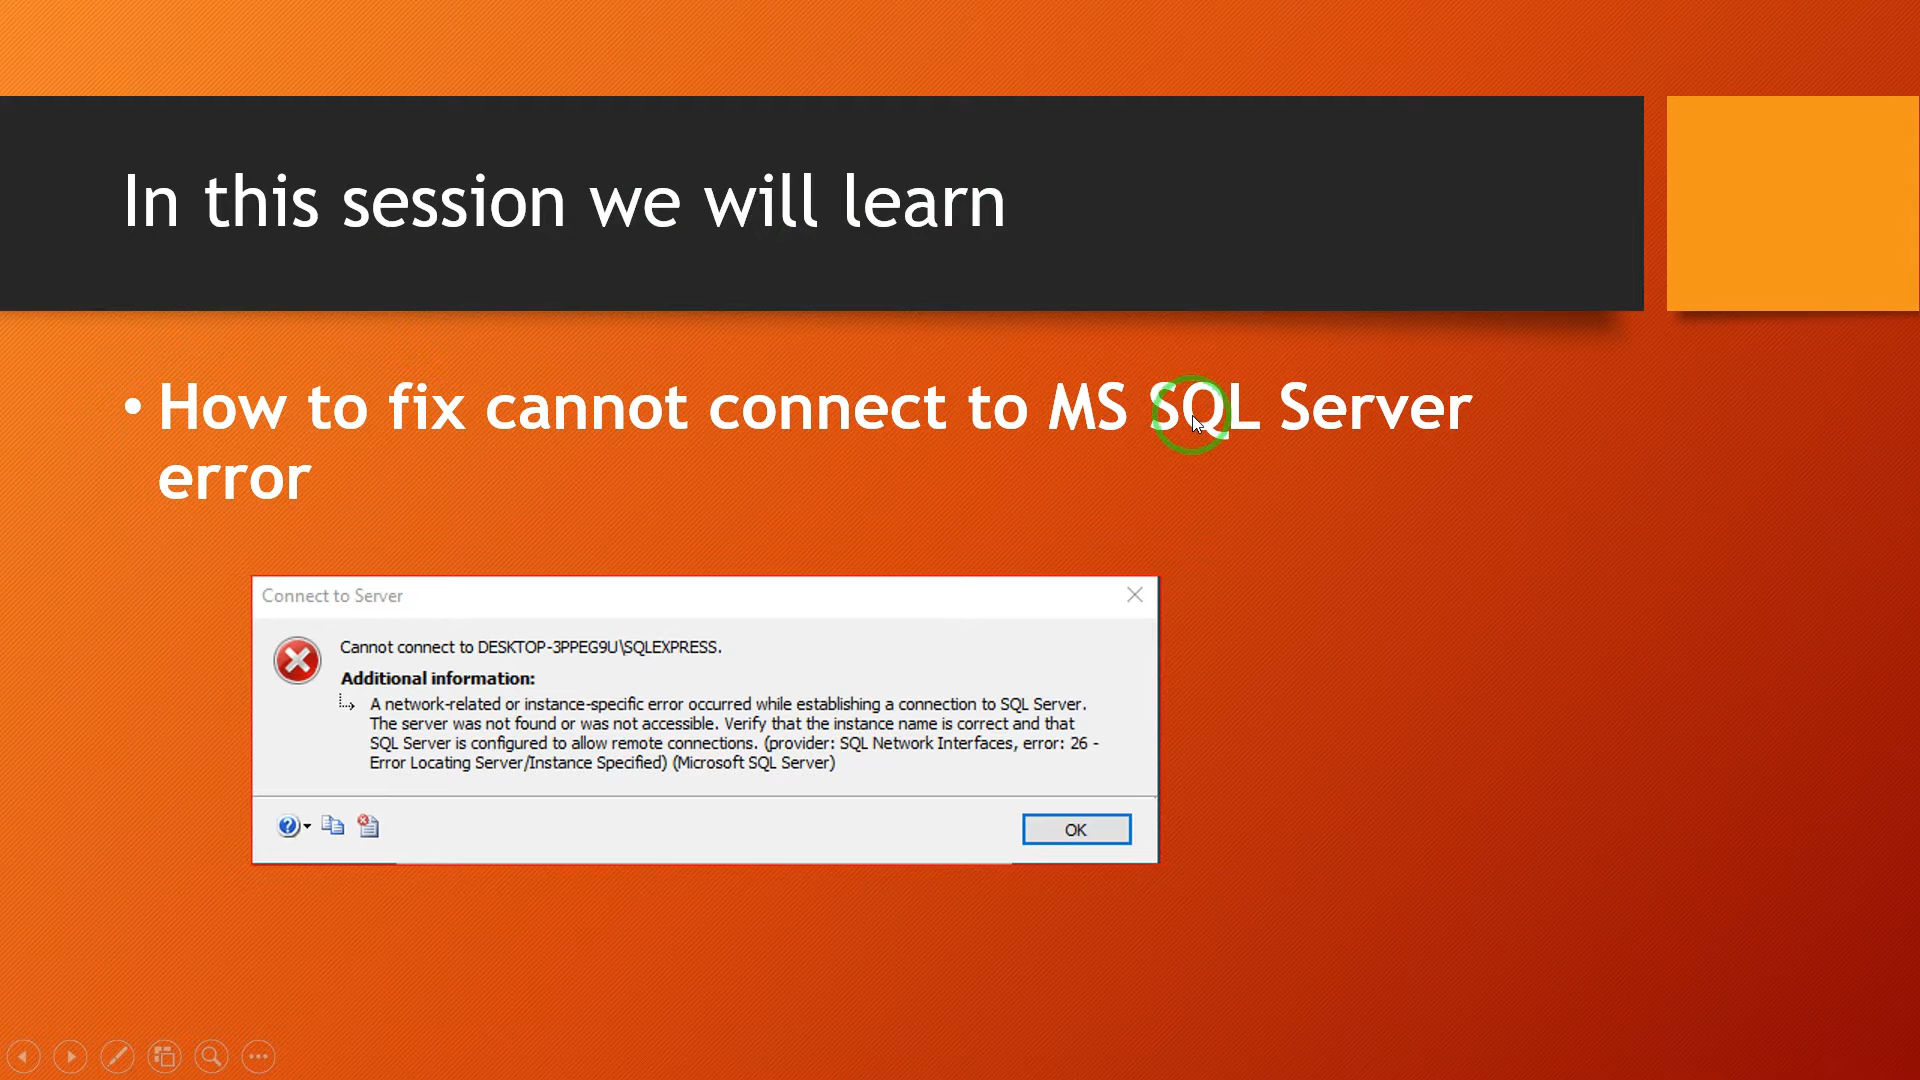 In this session we will learn
• How to fix cannot connect to MS SQL Server
error
Connect to Server
Cannot connect to DESKTOP-3PPEG9U\SQLEXPRESS.
Additional information:
A network-related or instance-specific error occurred while establishing a connection to SQL Server.
The server was not found or was not accessible. Verify that the instance name is correct and that
SQL Server is configured to allow remote connections. (provider: SQL Network Interfaces, error: 26 -
Error Locating Server/Instance Specified) (Microsoft SQL Server)
OK